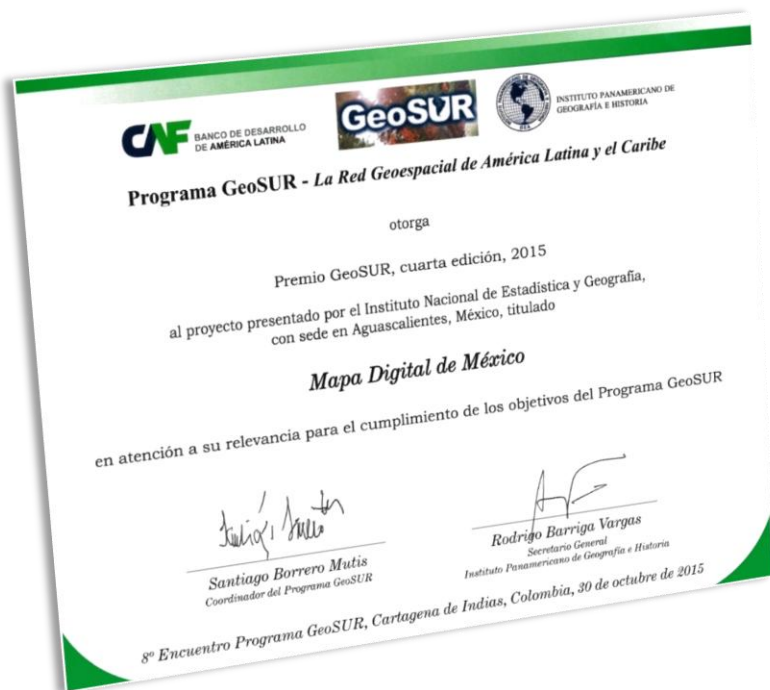 CAF BANCO DE DESARROLLO
DE AMÉRICA LATINA
GeoSUR
INSTITUTO PANAMERICANO DE
GEOGRAFÍA E HISTORIA
Programa GeoSUR - La Red Geoespacial de América Latina y el Caribe
otorga
Premio GeoSUR, cuarta edición, 2015
al proyecto presentado por el Instituto Nacional de Estadística y Geografía,
con sede en Aguascalientes, México, titulado
Mapa Digital de México
en atención a su relevancia para el cumplimiento de los objetivos del Programa GeoSUR
Santiago Borrero Mutis
Coordinador del Programa GeoSUR
Rodrigo Barriga Vargas
Secretario General
Instituto Panamericano de Geografía e Historia
8º Encuentro Programa GeoSUR, Cartagena de Indias, Colombia, 30 de octubre de 2015